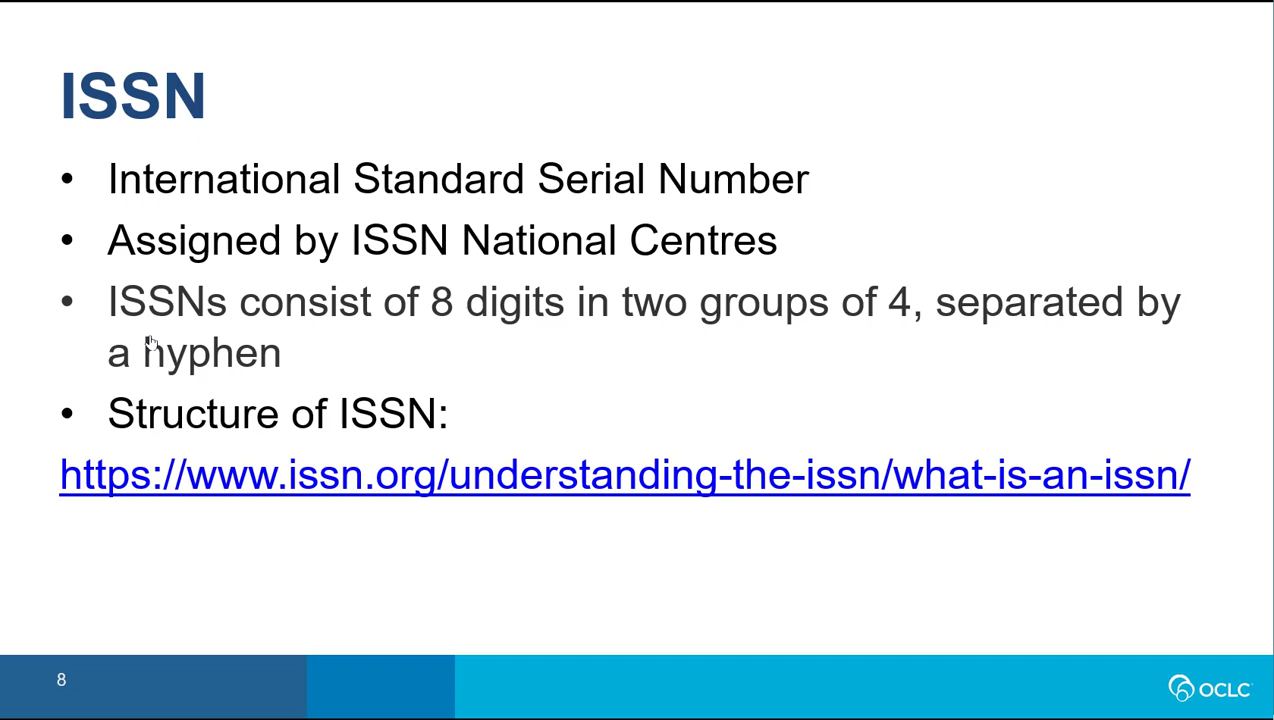 ISSN
• International Standard Serial Number
• Assigned by ISSN National Centres
• ISSNs consist of 8 digits in two groups of 4, separated by
a hyphen
• Structure of ISSN:
https://www.issn.org/understanding-the-issn/what-is-an-issn/
8
OCLC